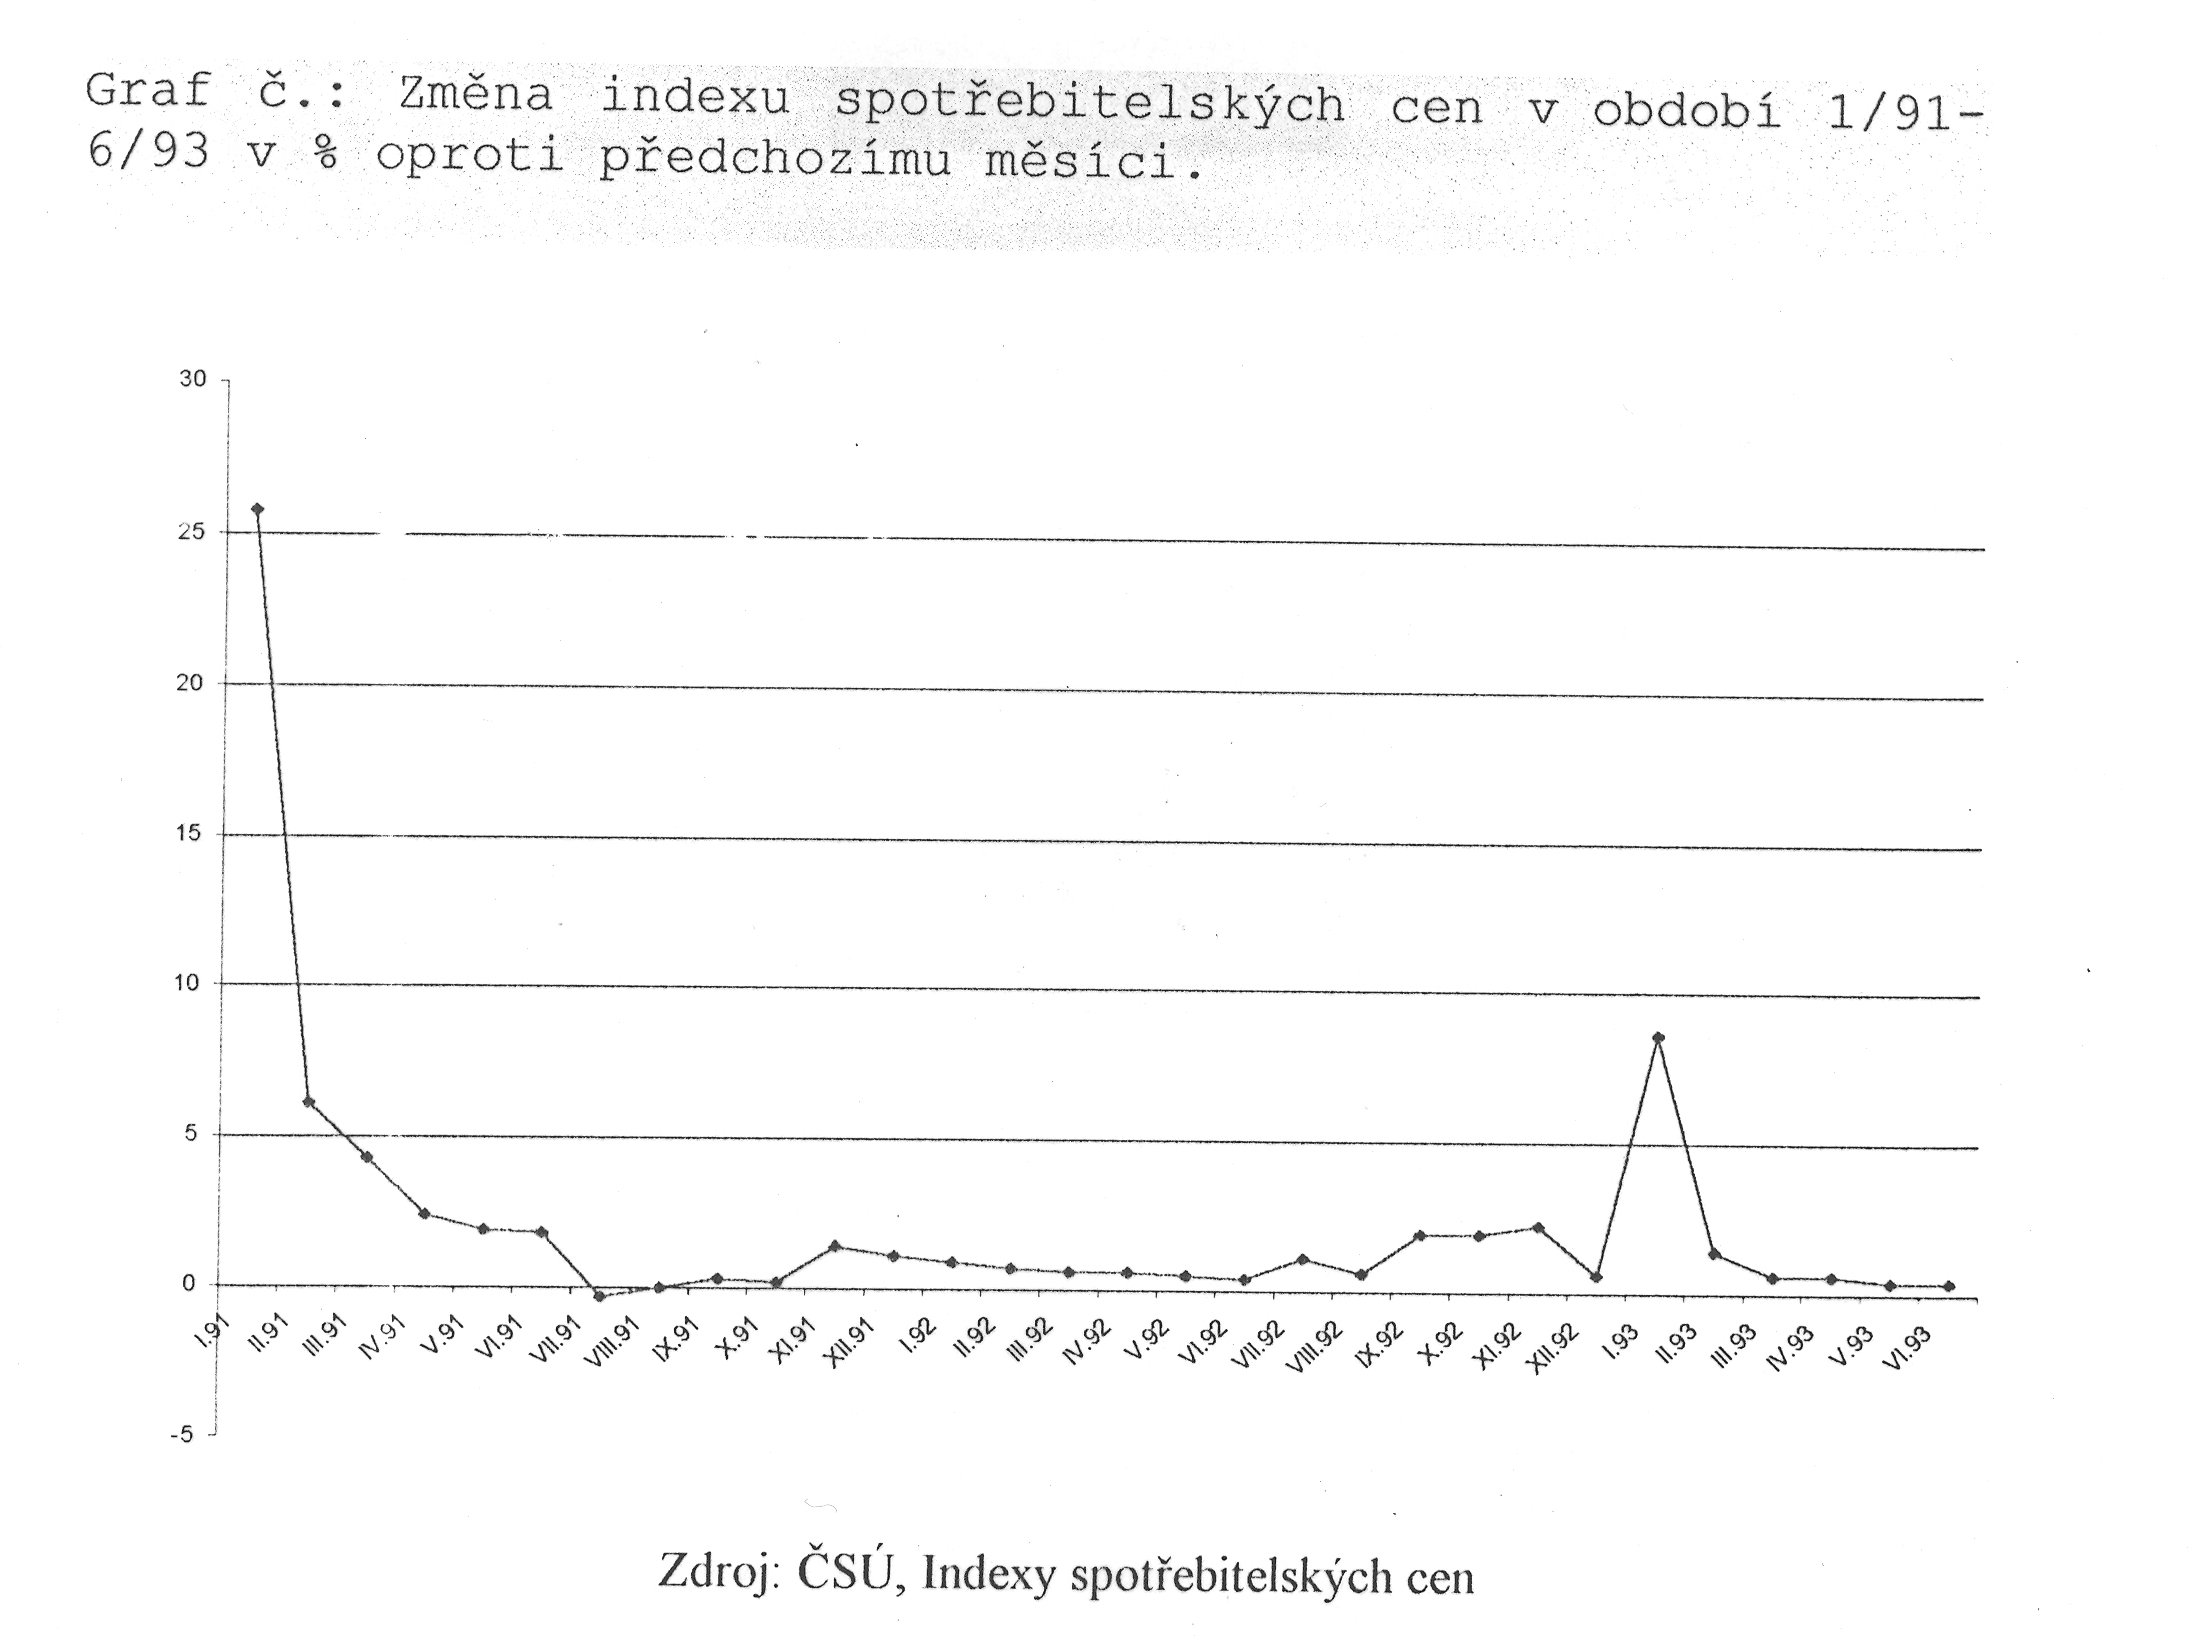 Graf č.: Změna indexu spotřebitelských cen v období 1/91-
6/93 v % oproti předchozímu měsíci.
30
25
20
15
10
5
0
-5
I.91 II.91 III.91 IV.91 V.91 VI.91 VII.91 VIII.91 IX.91 X.91 XI.91 XII.91 I.92 II.92 III.92 IV.92 V.92 VI.92 VII.92 VIII.92 IX.92 X.92 XI.92 XII.92 I.93 II.93 III.93 IV.93 V.93 VI.93
Zdroj: ČSÚ, Indexy spotřebitelských cen